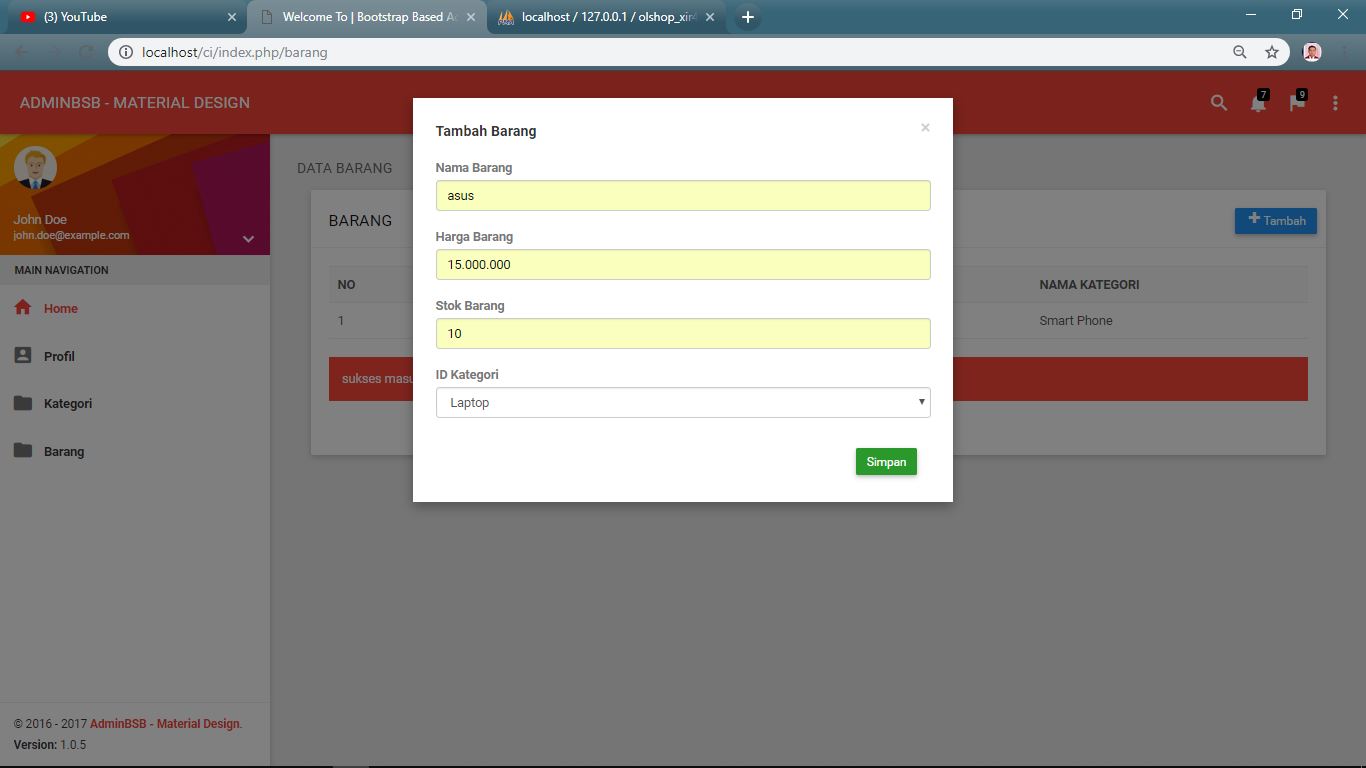 (3) YouTube
Welcome To | Bootstrap Based
localhost / 127.0.0.1 / olshop_xir
localhost/ci/index.php/barang
ADMINBSB - MATERIAL DESIGN
7
9
John Doe
john.doe@example.com
MAIN NAVIGATION
Home
Profil
Kategori
Barang
© 2016 - 2017 AdminBSB - Material Design.
Version: 1.0.5
DATA BARANG
BARANG
Tambah
NO
NAMA KATEGORI
1
Smart Phone
sukses
Tambah Barang
×
Nama Barang
asus
Harga Barang
15.000.000
Stok Barang
10
ID Kategori
Laptop
Simpan